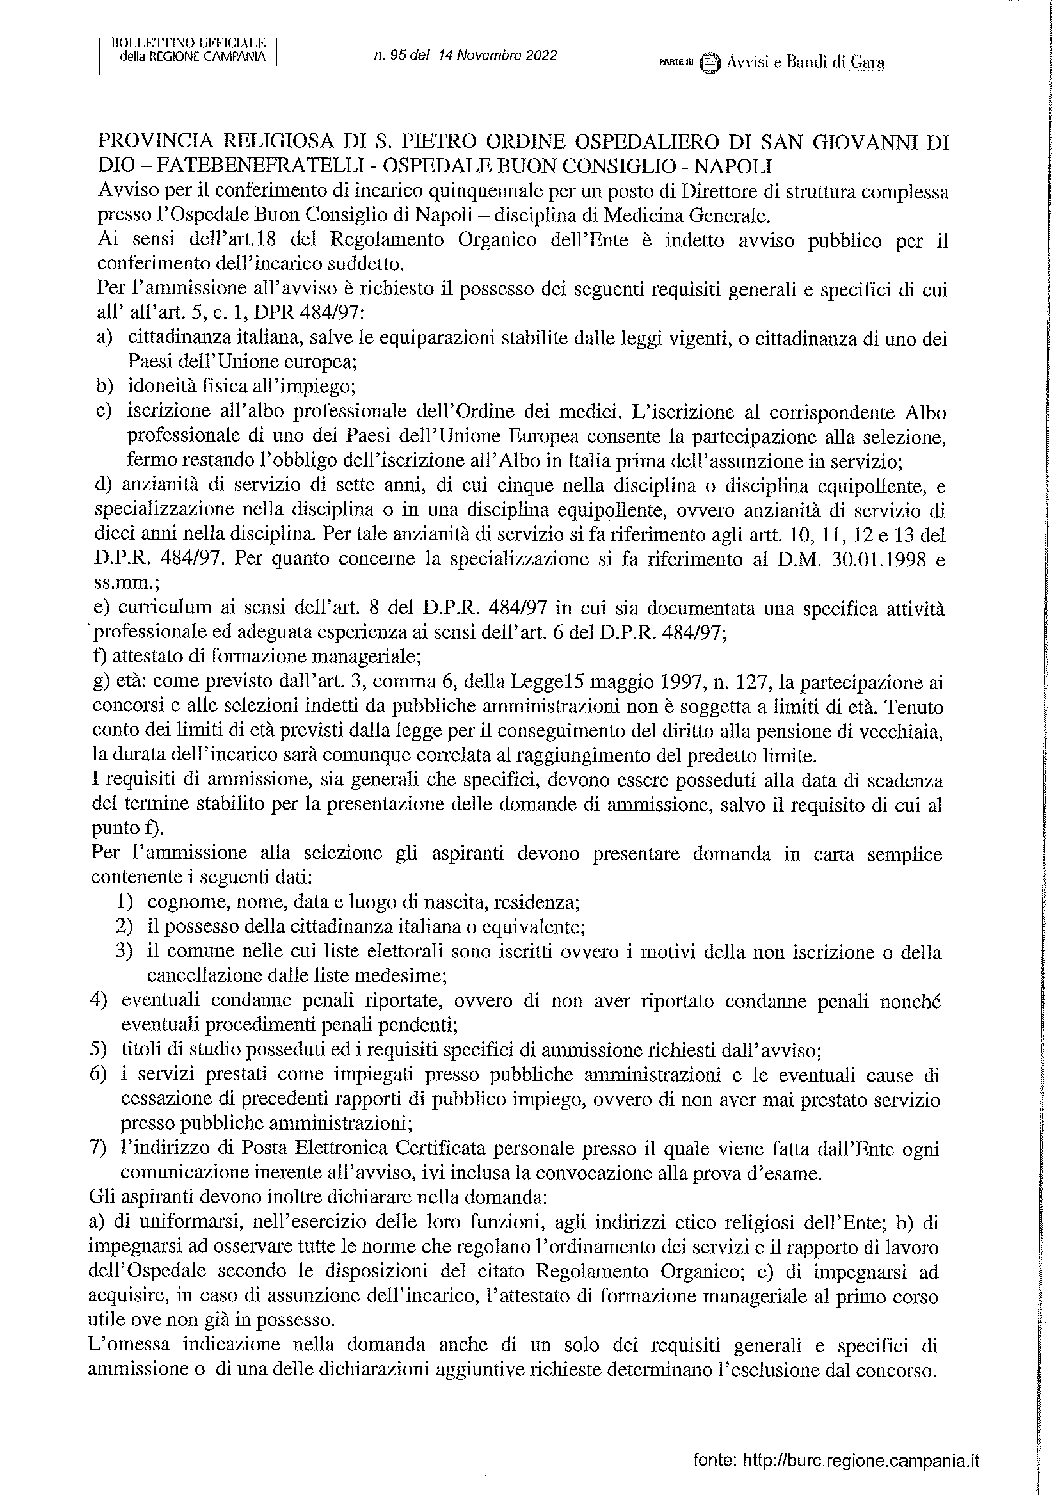 BOLLETTINO UFFICIALE
della REGIONE CAMPANIA
n. 95 del 14 Novembre 2022
PARTE III Avvisi e Bandi di Gara
PROVINCIA RELIGIOSA DI S. PIETRO ORDINE OSPEDALIERO DI SAN GIOVANNI DI
DIO – FATEBENEFRATELLI - OSPEDALE BUON CONSIGLIO - NAPOLI
Avviso per il conferimento di incarico quinquennale per un posto di Direttore di struttura complessa
presso l'Ospedale Buon Consiglio di Napoli – disciplina di Medicina Generale.
Ai sensi dell'art.18 del Regolamento Organico dell'Ente è indetto avviso pubblico per il
conferimento dell'incarico suddetto.
Per l'ammissione all'avviso è richiesto il possesso dei seguenti requisiti generali e specifici di cui
all' all'art. 5, c. 1, DPR 484/97:
a) cittadinanza italiana, salve le equiparazioni stabilite dalle leggi vigenti, o cittadinanza di uno dei
Paesi dell'Unione europea;
b) idoneità fisica all'impiego;
c) iscrizione all'albo professionale dell'Ordine dei medici. L'iscrizione al corrispondente Albo
professionale di uno dei Paesi dell'Unione Europea consente la partecipazione alla selezione,
fermo restando l'obbligo dell'iscrizione all'Albo in Italia prima dell'assunzione in servizio;
d) anzianità di servizio di sette anni, di cui cinque nella disciplina o disciplina equipollente, e
specializzazione nella disciplina o in una disciplina equipollente, ovvero anzianità di servizio di
dieci anni nella disciplina. Per tale anzianità di servizio si fa riferimento agli artt. 10, 11, 12 e 13 del
D.P.R. 484/97. Per quanto concerne la specializzazione si fa riferimento al D.M. 30.01.1998 e
ss.mm.;
e) curriculum ai sensi dell'art. 8 del D.P.R. 484/97 in cui sia documentata una specifica attività
professionale ed adeguata esperienza ai sensi dell'art. 6 del D.P.R. 484/97;
f) attestato di formazione manageriale;
g) età: come previsto dall'art. 3, comma 6, della Legge15 maggio 1997, n. 127, la partecipazione ai
concorsi e alle selezioni indetti da pubbliche amministrazioni non è soggetta a limiti di età. Tenuto
conto dei limiti di età previsti dalla legge per il conseguimento del diritto alla pensione di vecchiaia,
la durata dell'incarico sarà comunque correlata al raggiungimento del predetto limite.
I requisiti di ammissione, sia generali che specifici, devono essere posseduti alla data di scadenza
del termine stabilito per la presentazione delle domande di ammissione, salvo il requisito di cui al
punto f).
Per l'ammissione alla selezione gli aspiranti devono presentare domanda in carta semplice
contenente i seguenti dati:
1) cognome, nome, data e luogo di nascita, residenza;
2) il possesso della cittadinanza italiana o equivalente;
3) il comune nelle cui liste elettorali sono iscritti ovvero i motivi della non iscrizione o della
cancellazione dalle liste medesime;
4) eventuali condanne penali riportate, ovvero di non aver riportato condanne penali nonché
eventuali procedimenti penali pendenti;
5) titoli di studio posseduti ed i requisiti specifici di ammissione richiesti dall'avviso;
6) i servizi prestati come impiegati presso pubbliche amministrazioni e le eventuali cause di
cessazione di precedenti rapporti di pubblico impiego, ovvero di non aver mai prestato servizio
presso pubbliche amministrazioni;
7) l'indirizzo di Posta Elettronica Certificata personale presso il quale viene fatta dall'Ente ogni
comunicazione inerente all'avviso, ivi inclusa la convocazione alla prova d'esame.
Gli aspiranti devono inoltre dichiarare nella domanda:
a) di uniformarsi, nell'esercizio delle loro funzioni, agli indirizzi etico religiosi dell'Ente; b) di
impegnarsi ad osservare tutte le norme che regolano l'ordinamento dei servizi e il rapporto di lavoro
dell'Ospedale secondo le disposizioni del citato Regolamento Organico; c) di impegnarsi ad
acquisire, in caso di assunzione dell'incarico, l'attestato di formazione manageriale al primo corso
utile ove non già in possesso.
L'omessa indicazione nella domanda anche di un solo dei requisiti generali e specifici di
ammissione o di una delle dichiarazioni aggiuntive richieste determinano l'esclusione dal concorso.
fonte: http://burc.regione.campania.it